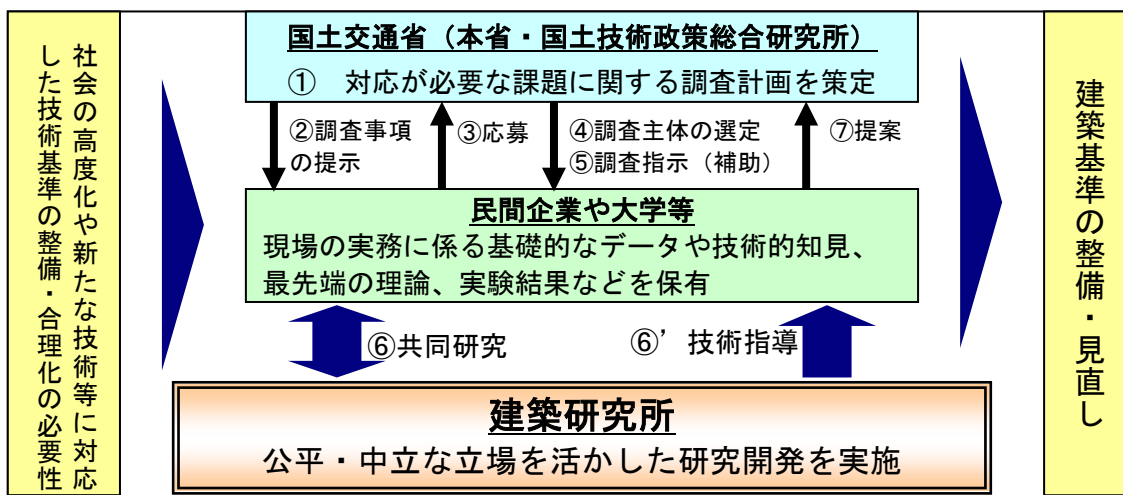 社会の高度化や新たな技術等に対応
した技術基準の整備・合理化の必要性
国土交通省（本省・国土技術政策総合研究所）
①　対応が必要な課題に関する調査計画を策定
②調査事項
の提示
③応募
④調査主体の選定
⑤調査指示（補助）
⑦提案
民間企業や大学等
現場の実務に係る基礎的なデータや技術的知見、
最先端の理論、実験結果などを保有
⑥共同研究
⑥’技術指導
建築研究所
公平・中立な立場を活かした研究開発を実施
建築基準の整備・見直し